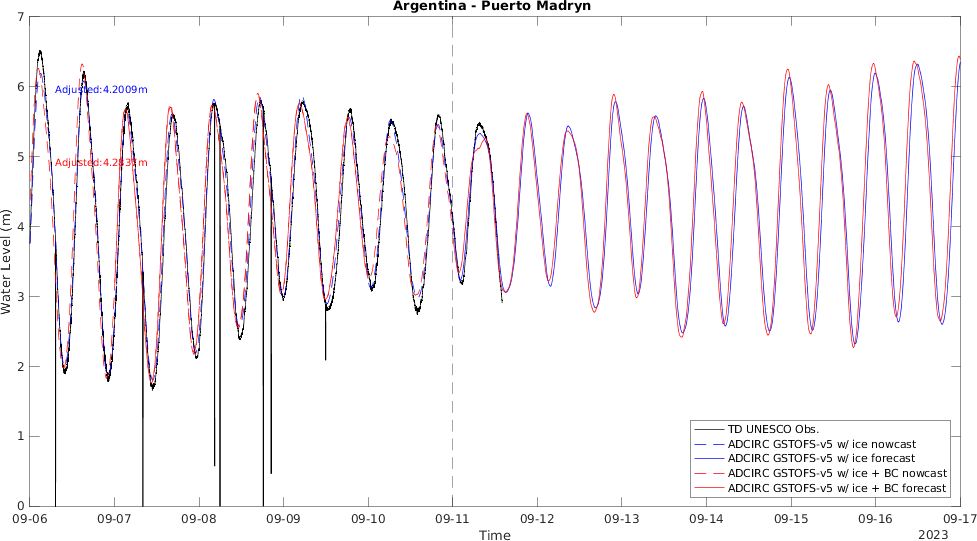 Argentina - Puerto Madryn
7
6
5
4
3
2
1
0
Water Level (m)
Adjusted:4.2009m
TD UNESCO Obs.
ADCIRC GSTOFS-v5 w/ ice nowcast
ADCIRC GSTOFS-v5 w/ ice forecast
ADCIRC GSTOFS-v5 w/ ice + BC nowcast
ADCIRC GSTOFS-v5 w/ ice + BC forecast
09-06 09-07 09-08 09-09 09-10 09-11 09-12 09-13 09-14 09-15 09-16 09-17
2023
Time